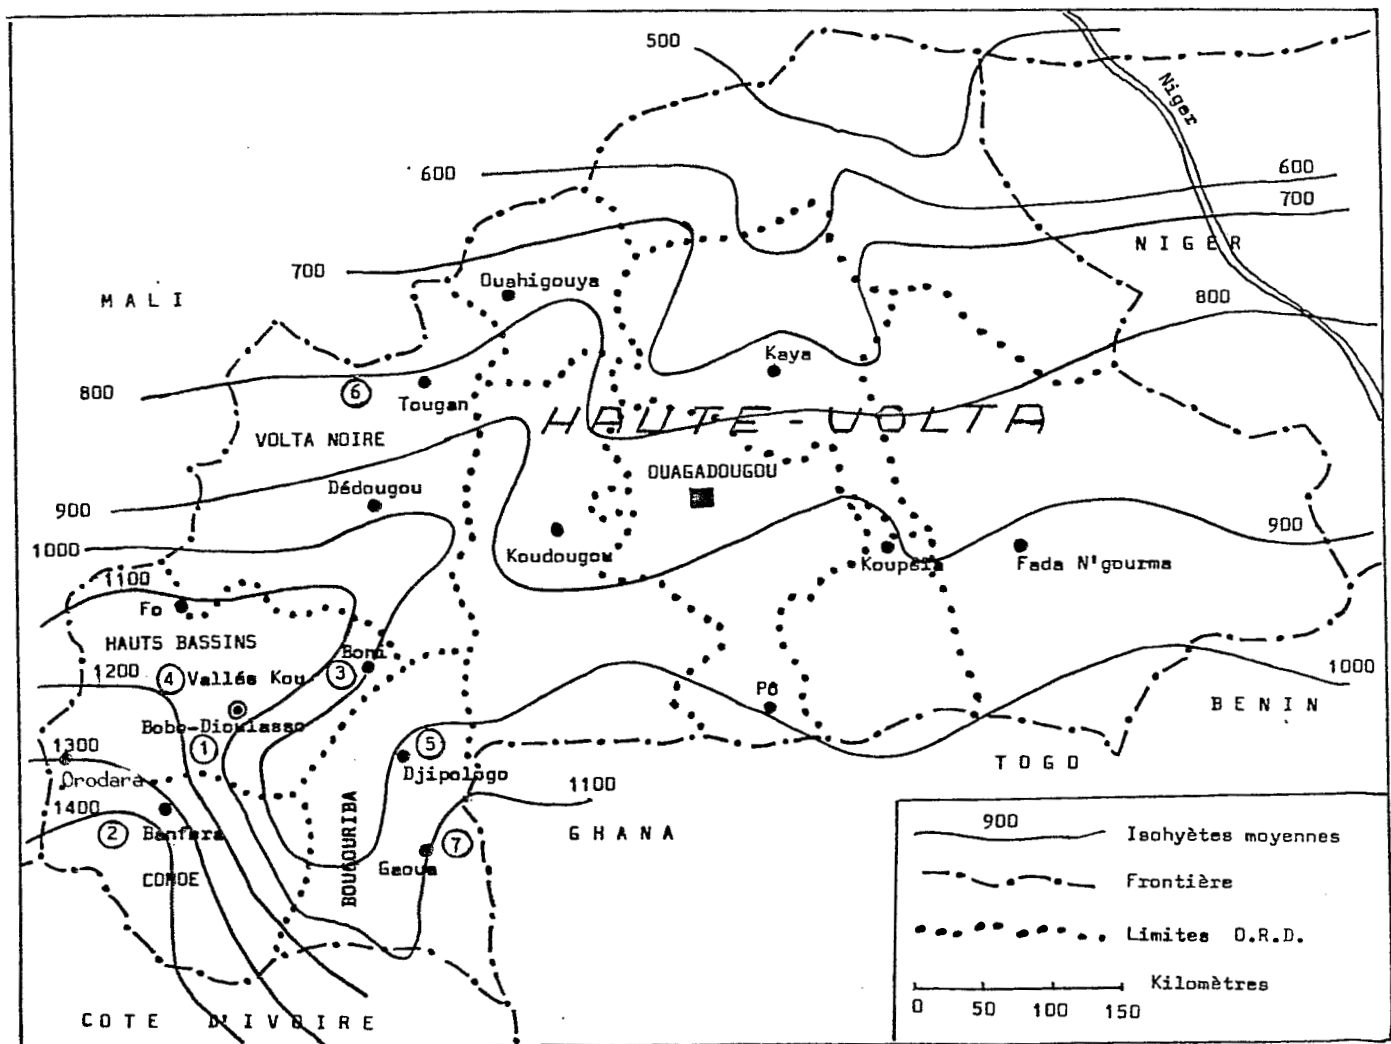 500
Niger
600
600
700
NIGER
700
Ouahigouya
MALI
800
Kaya
800
6
Tougan
HAUTE-VOLTA
VOLTA NOIRE
OUAGADOUGOU
Dédougou
900
900
1000
Koudougou
Koupéla
Fada N'gourma
1100
Fo
HAUTS BASSINS
Boni
1200
4 Vallée Kou
3
1000
Pô
BENIN
Bobo-Dioulasso
1
5
1300
TOGO
Orodara
Djipologo
1100
1400
2
Banfora
BOUGOURIBA
GHANA
7
Gaoua
COMOE
COTE D'IVOIRE
900
Isohyètes moyennes
Frontière
Limites O.R.D.
Kilomètres
0 50 100 150